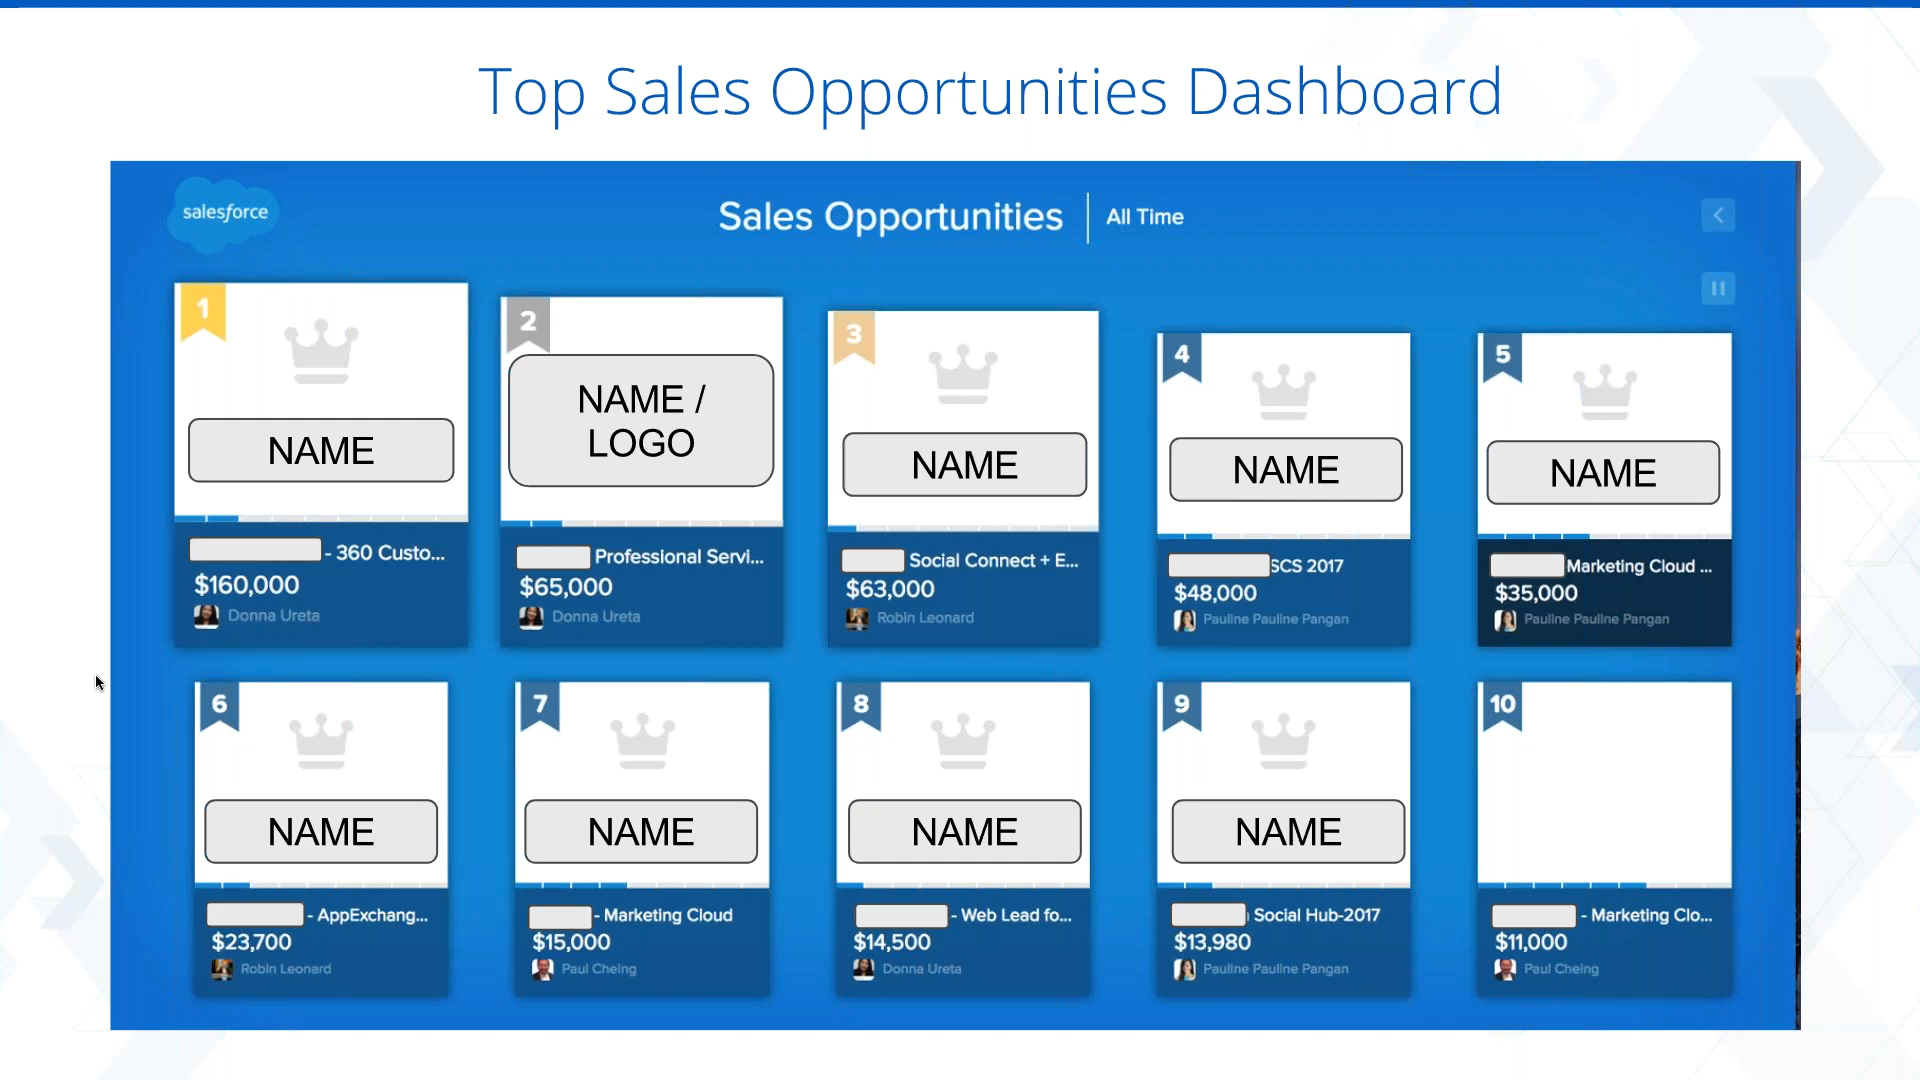 Top Sales Opportunities Dashboard
salesforce
Sales Opportunities
All Time
1
NAME
- 360 Custo...
$160,000
Donna Ureta
2
NAME /
LOGO
Professional Servi...
$65,000
Donna Ureta
3
NAME
Social Connect + E...
$63,000
Robin Leonard
4
NAME
SCS 2017
$48,000
Pauline Pauline Pangan
5
NAME
Marketing Cloud ...
$35,000
Pauline Pauline Pangan
6
NAME
- AppExchang...
$23,700
Robin Leonard
7
NAME
- Marketing Cloud
$15,000
Paul Cheing
8
NAME
- Web Lead fo...
$14,500
Donna Ureta
9
NAME
Social Hub-2017
$13,980
Pauline Pauline Pangan
10
- Marketing Clo...
$11,000
Paul Cheing